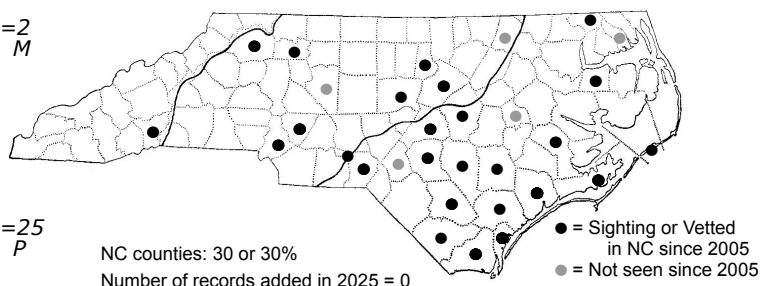 =2
M
=25
P
NC counties: 30 or 30%
Number of records added in 2025 = 0
● = Sighting or Vetted
in NC since 2005
● = Not seen since 2005